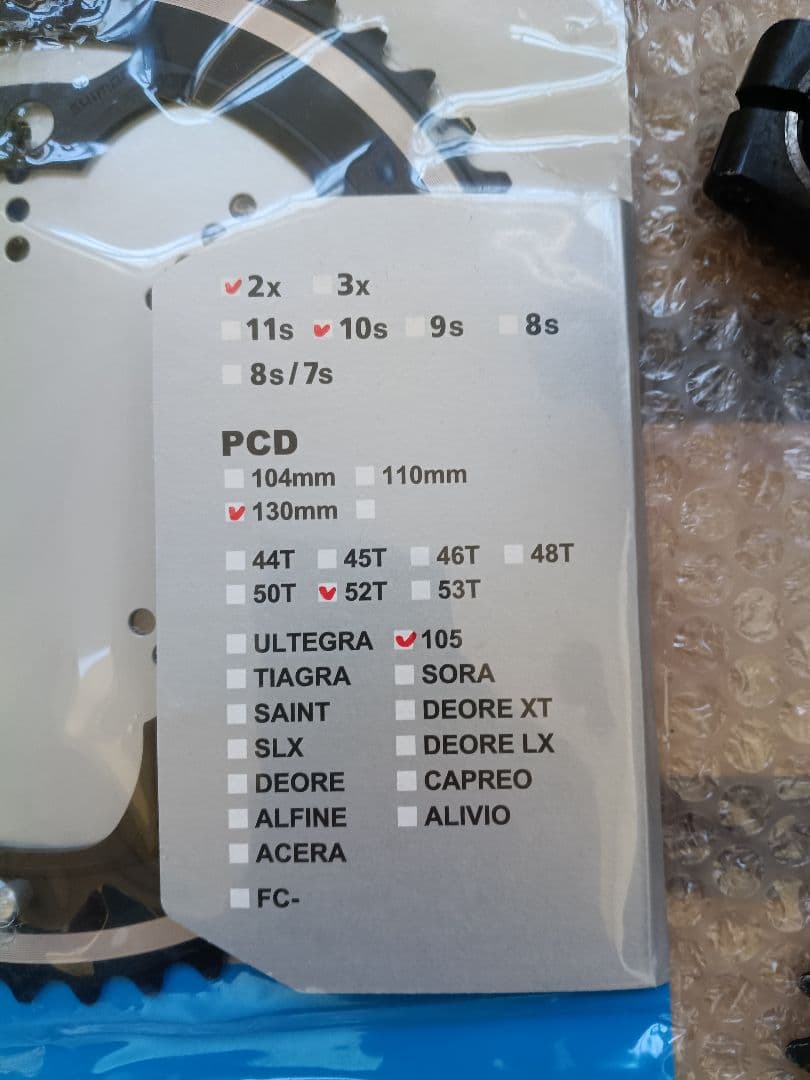 SHIMANO
2x 3x
11s 10s 9s 8s
8s/7s
PCD
104mm 110mm
130mm
44T 45T 46T 48T
50T 52T 53T
ULTEGRA 105
TIAGRA SORA
SAINT DEORE XT
SLX DEORE LX
DEORE CAPREO
ALFINE ALIVIO
ACERA
FC-